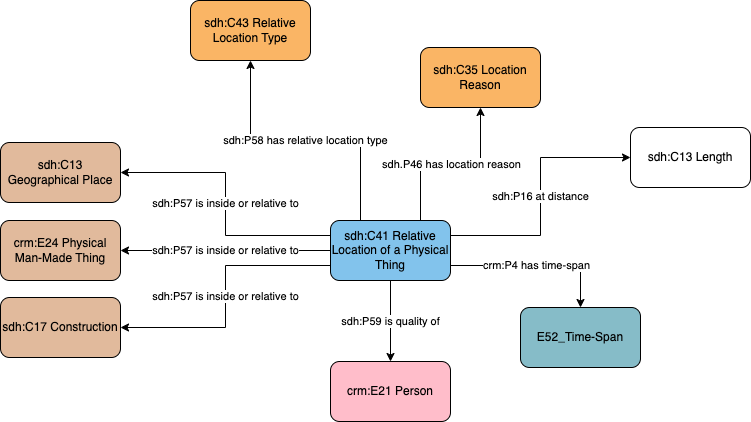 sdh:C43 Relative
Location Type
sdh:C35 Location
Reason
sdh:P58 has relative location type
sdh.P46 has location reason
sdh:C13 Length
sdh:C13
Geographical Place
sdh:P16 at distance
sdh:P57 is inside or relative to
crm:E24 Physical
Man-Made Thing
sdh:P57 is inside or relative to
sdh:C41 Relative
Location of a Physical
Thing
crm:P4 has time-span
sdh:P57 is inside or relative to
sdh:C17 Construction
sdh:P59 is quality of
E52_Time-Span
crm:E21 Person